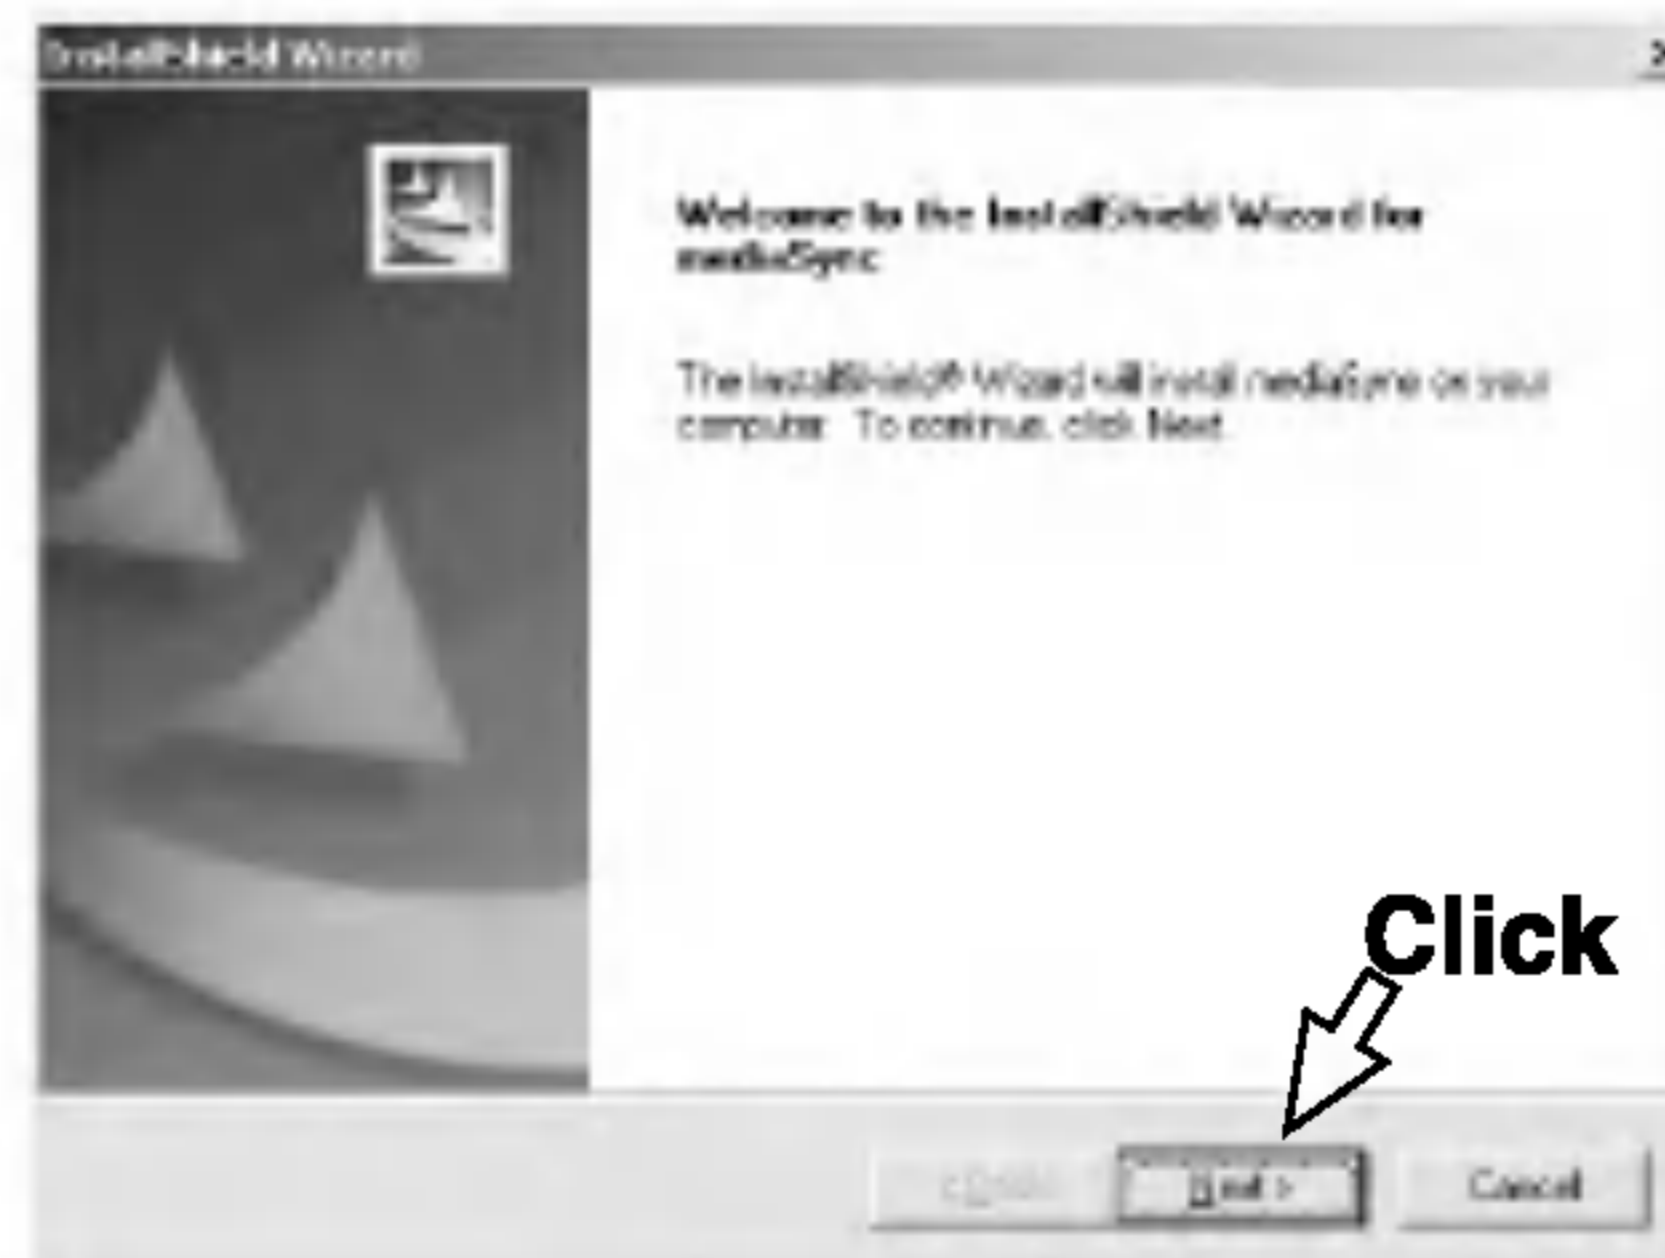 InstallShield Wizard
Welcome to the InstallShield Wizard for
mediaSync
The InstallShield® Wizard will install mediaSync on your
computer. To continue, click Next.
Click
< Back
Next >
Cancel